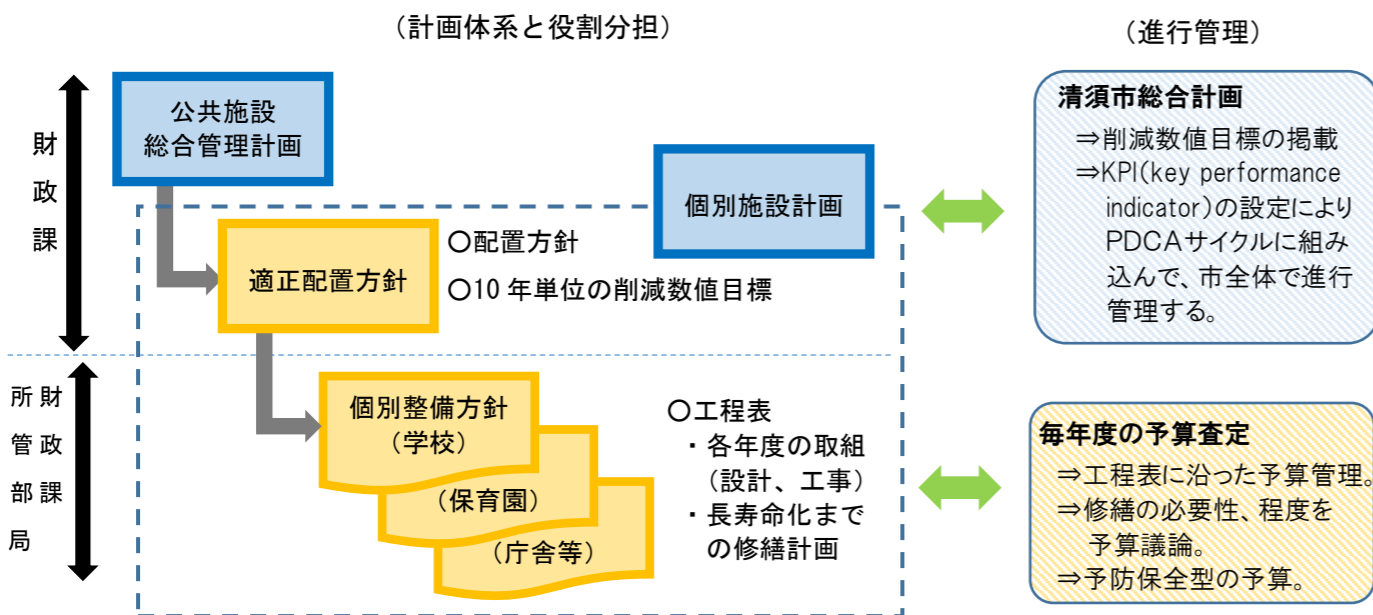 （計画体系と役割分担）
（進行管理）
財政課
公共施設
総合管理計画
個別施設計画
適正配置方針
〇配置方針
〇10年単位の削減数値目標
清須市総合計画
⇒削減数値目標の掲載
⇒KPI(key performance
indicator)の設定により
PDCAサイクルに組み
込んで、市全体で進行
管理する。
財政課
所管部局
個別整備方針
（学校）
（保育園）
（庁舎等）
〇工程表
・各年度の取組
（設計、工事）
・長寿命化まで
の修繕計画
毎年度の予算査定
⇒工程表に沿った予算管理。
⇒修繕の必要性、程度を
予算議論。
⇒予防保全型の予算。